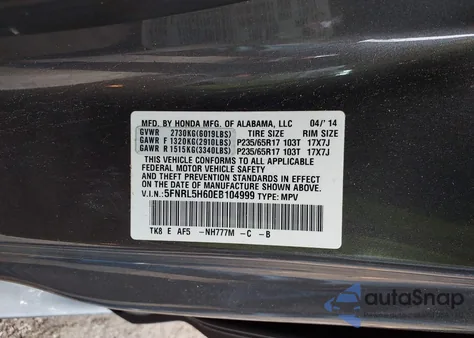 MFD. BY HONDA MFG. OF ALABAMA, LLC 04/'14
GVWR 2730KG(6019LBS) TIRE SIZE RIM SIZE
GAWR F 1320KG(2910LBS) P235/65R17 103T 17X7J
GAWR R 1515KG(3340LBS) P235/65R17 103T 17X7J
THIS VEHICLE CONFORMS TO ALL APPLICABLE
FEDERAL MOTOR VEHICLE SAFETY
AND THEFT PREVENTION STANDARDS IN EFFECT ON THE
DATE OF MANUFACTURE SHOWN ABOVE.
V.I.N.: 5FNRL5H60EB104999 TYPE: MPV
TK8 E AF5 -NH777M -C -B
autoSnap